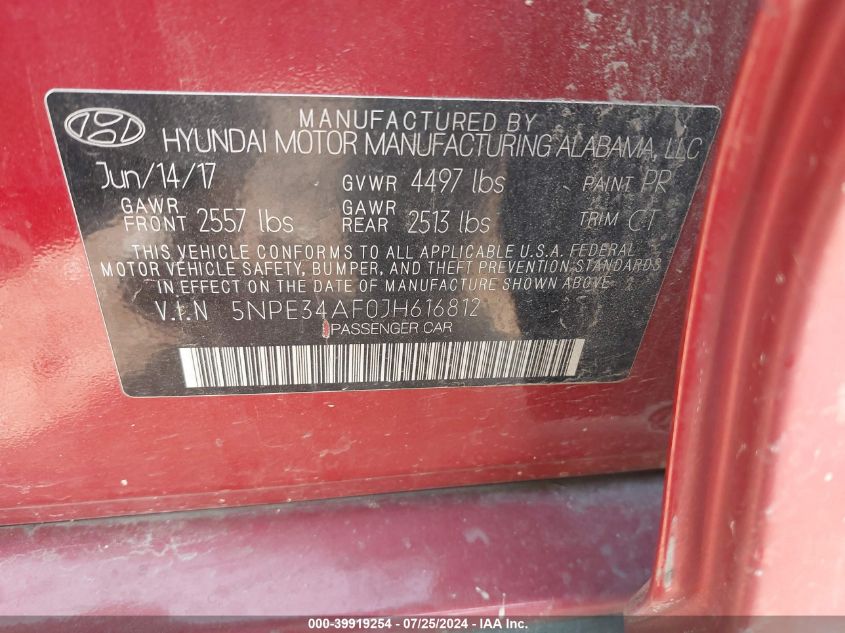 MANUFACTURED BY
HYUNDAI MOTOR MANUFACTURING ALABAMA, LLC
Jun/14/17 GVWR 4497 lbs PAINT PR
GAWR FRONT 2557 lbs GAWR REAR 2513 lbs TRIM CT
THIS VEHICLE CONFORMS TO ALL APPLICABLE U.S.A. FEDERAL
MOTOR VEHICLE SAFETY, BUMPER, AND THEFT PREVENTION STANDARDS
IN EFFECT ON THE DATE OF MANUFACTURE SHOWN ABOVE
V.I.N 5NPE34AF0JH616812
PASSENGER CAR
000-39919254 | 07/25/2024 | IAA Inc.